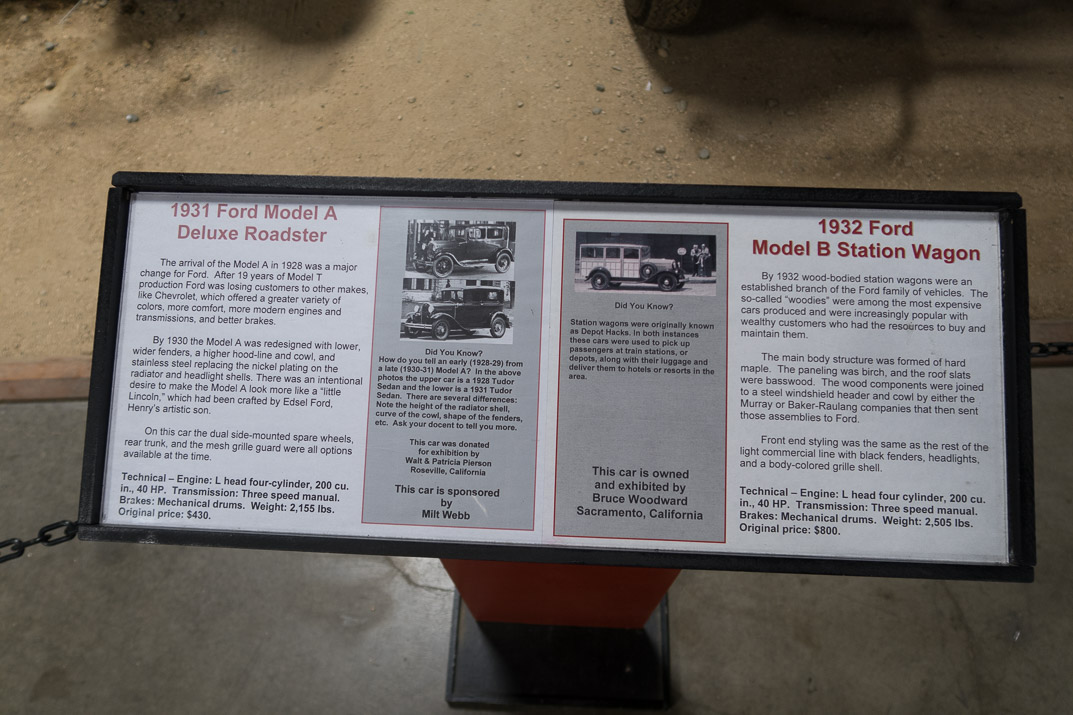 1931 Ford Model A
Deluxe Roadster
The arrival of the Model A in 1928 was a major
change for Ford. After 19 years of Model T
production Ford was losing customers to other makes,
like Chevrolet, which offered a greater variety of
colors, more comfort, more modern engines and
transmissions, and better brakes.
By 1930 the Model A was redesigned with lower,
wider fenders, a higher hood-line and cowl, and
stainless steel replacing the nickel plating on the
radiator and headlight shells. There was an intentional
desire to make the Model A look more like a "little
Lincoln," which had been crafted by Edsel Ford,
Henry's artistic son.
On this car the dual side-mounted spare wheels,
rear trunk, and the mesh grille guard were all options
available at the time.
Technical – Engine: L head four-cylinder, 200 cu.
in., 40 HP. Transmission: Three speed manual.
Brakes: Mechanical drums. Weight: 2,155 lbs.
Original price: $430.
Did You Know?
How do you tell an early (1928-29) from
a late (1930-31) Model A? In the above
photos the upper car is a 1928 Tudor
Sedan and the lower is a 1931 Tudor
Sedan. There are several differences:
Note the height of the radiator shell,
curve of the cowl, shape of the fenders,
etc. Ask your docent to tell you more.
This car was donated
for exhibition by
Walt & Patricia Pierson
Roseville, California
This car is sponsored
by
Milt Webb
Did You Know?
Station wagons were originally known
as Depot Hacks. In both instances
these cars were used to pick up
passengers at train stations, or
depots, along with their luggage and
deliver them to hotels or resorts in the
area.
This car is owned
and exhibited by
Bruce Woodward
Sacramento, California
1932 Ford
Model B Station Wagon
By 1932 wood-bodied station wagons were an
established branch of the Ford family of vehicles. The
so-called "woodies" were among the most expensive
cars produced and were increasingly popular with
wealthy customers who had the resources to buy and
maintain them.
The main body structure was formed of hard
maple. The paneling was birch, and the roof slats
were basswood. The wood components were joined
to a steel windshield header and cowl by either the
Murray or Baker-Raulang companies that then sent
those assemblies to Ford.
Front end styling was the same as the rest of the
light commercial line with black fenders, headlights,
and a body-colored grille shell.
Technical – Engine: L head four cylinder, 200 cu.
in., 40 HP. Transmission: Three speed manual.
Brakes: Mechanical drums. Weight: 2,505 lbs.
Original price: $800.